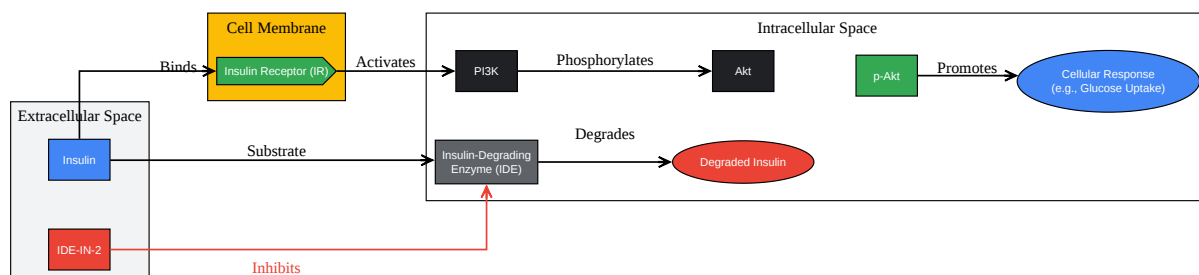 Cell Membrane
Intracellular Space
Binds
Insulin Receptor (IR)
Activates
PI3K
Phosphorylates
Akt
p-Akt
Promotes
Cellular Response
(e.g., Glucose Uptake)
Extracellular Space
Insulin
Substrate
Insulin-Degrading
Enzyme (IDE)
Degrades
Degraded Insulin
IDE-IN-2
Inhibits